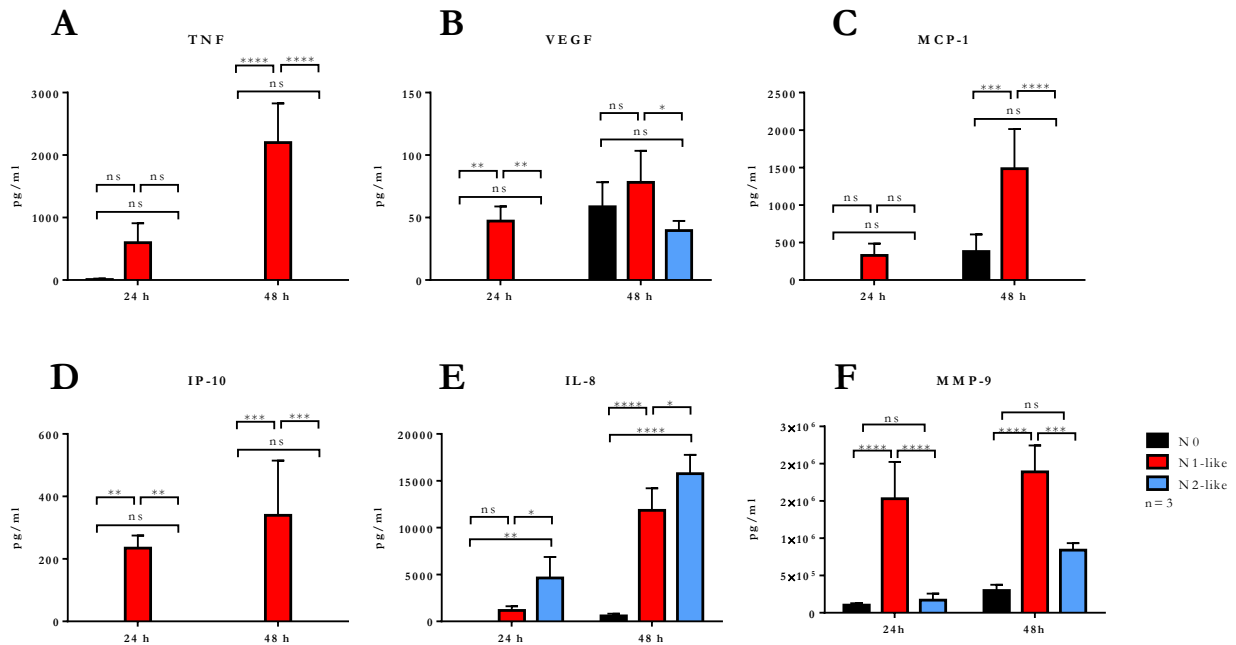 A
TNF
**** ****
ns
3000
2000
1000
0
ns ns
ns
pg/ml
24 h 48 h
B
VEGF
150
100
50
0
ns *
ns
** **
ns
pg/ml
24 h 48 h
C
MCP-1
*** ****
ns
2500
2000
1500
1000
500
0
ns ns
ns
pg/ml
24 h 48 h
D
IP-10
*** ***
ns
600
400
200
0
** **
ns
pg/ml
24 h 48 h
E
IL-8
**** *
****
20000
15000
10000
5000
0
ns *
**
pg/ml
24 h 48 h
F
MMP-9
ns
ns
**** ****
**** ***
3×10⁶
2×10⁶
2×10⁶
1×10⁶
5×10⁵
0
pg/ml
24h 48h
N0
N1-like
N2-like
n=3